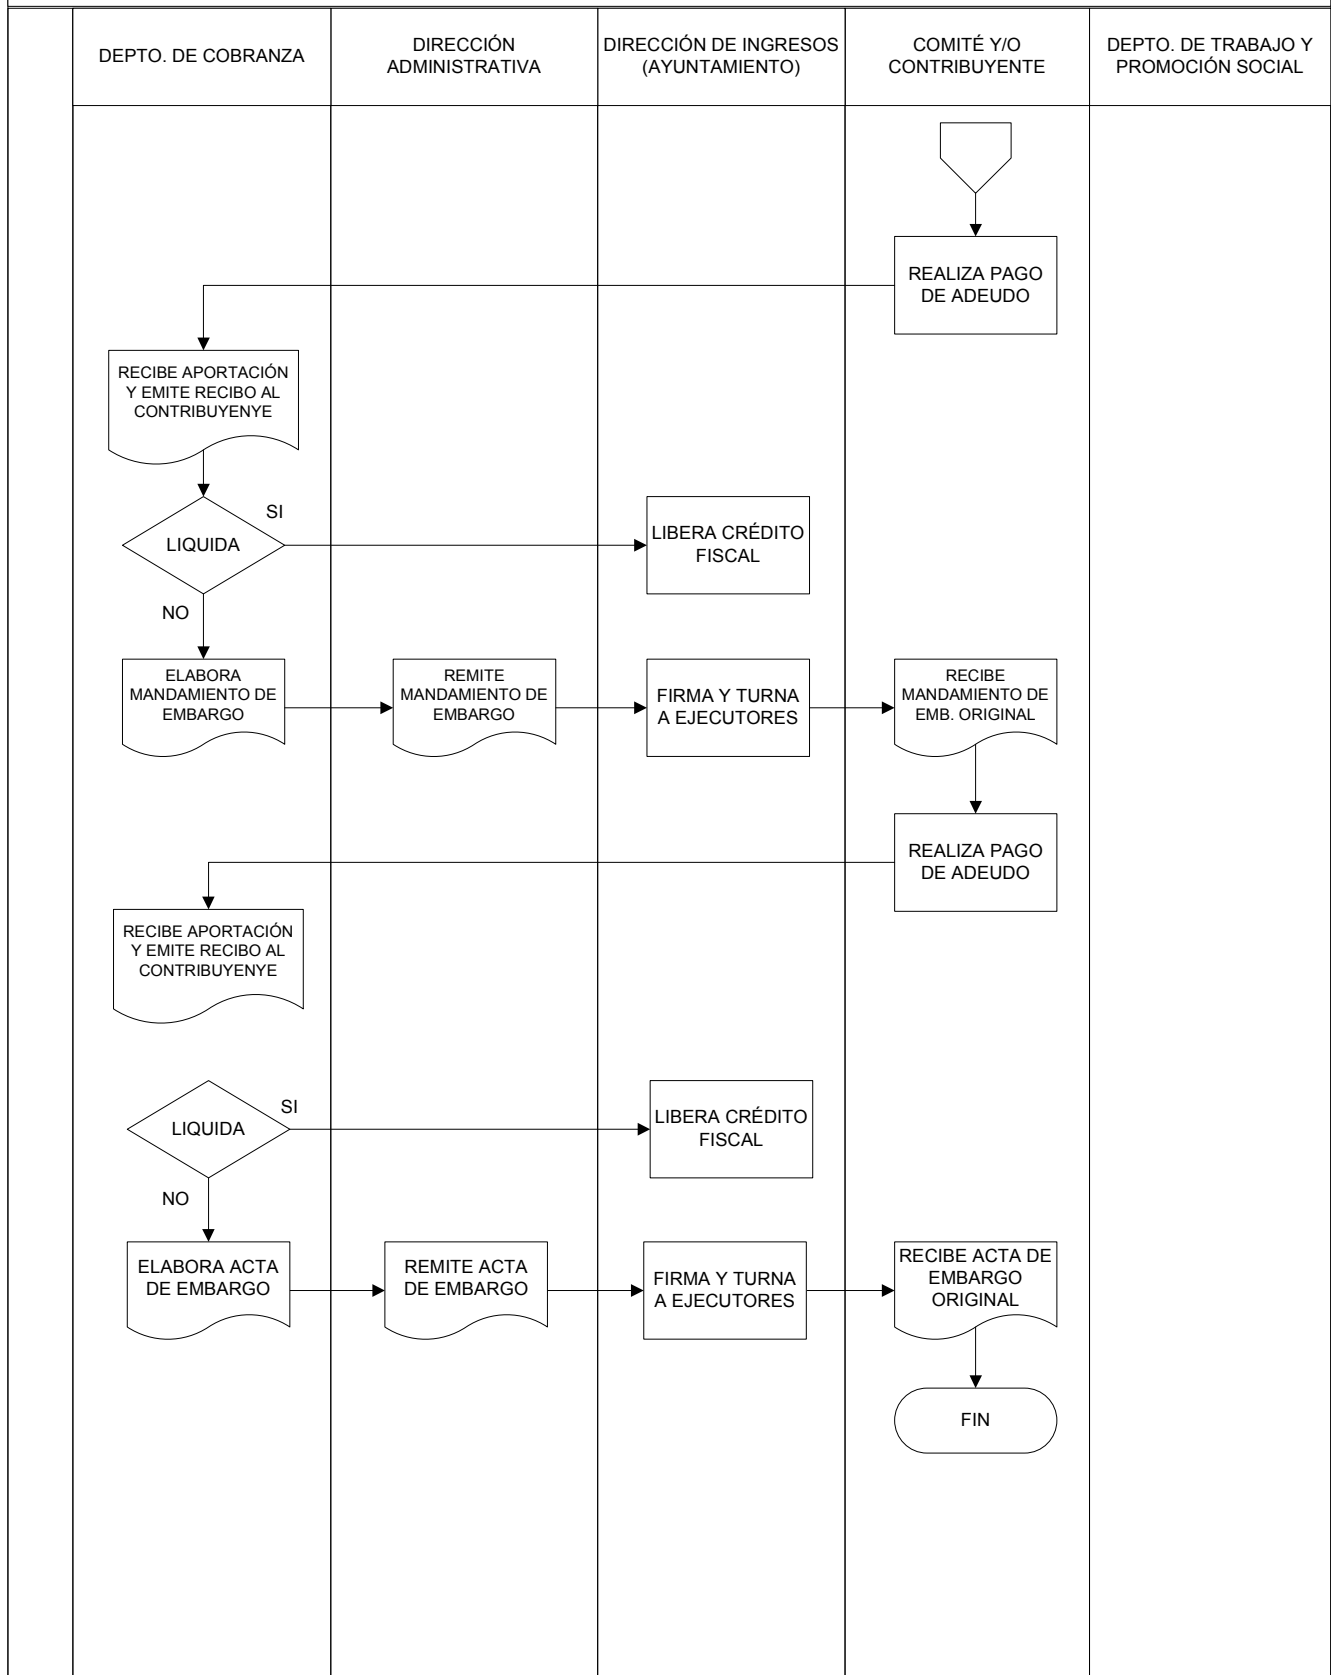 DEPTO. DE COBRANZA
DIRECCIÓN
ADMINISTRATIVA
DIRECCIÓN DE INGRESOS
(AYUNTAMIENTO)
COMITÉ Y/O
CONTRIBUYENTE
DEPTO. DE TRABAJO Y
PROMOCIÓN SOCIAL
REALIZA PAGO
DE ADEUDO
RECIBE APORTACIÓN
Y EMITE RECIBO AL
CONTRIBUYENYE
LIQUIDA
SI
LIBERA CRÉDITO
FISCAL
NO
ELABORA
MANDAMIENTO DE
EMBARGO
REMITE
MANDAMIENTO DE
EMBARGO
FIRMA Y TURNA
A EJECUTORES
RECIBE
MANDAMIENTO DE
EMB. ORIGINAL
REALIZA PAGO
DE ADEUDO
RECIBE APORTACIÓN
Y EMITE RECIBO AL
CONTRIBUYENYE
LIQUIDA
SI
LIBERA CRÉDITO
FISCAL
NO
ELABORA ACTA
DE EMBARGO
REMITE ACTA
DE EMBARGO
FIRMA Y TURNA
A EJECUTORES
RECIBE ACTA DE
EMBARGO
ORIGINAL
FIN